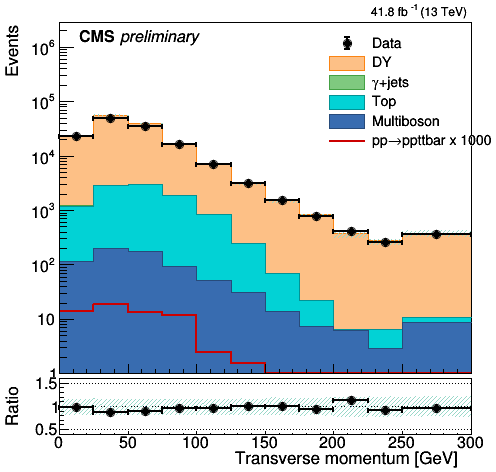 41.8 fb⁻¹ (13 TeV)
CMS preliminary
Events
Data
DY
γ+jets
Top
Multiboson
pp→ppttbar x 1000
10⁶
10⁵
10⁴
10³
10²
10
1
Ratio
1.5
1
0.5
0 50 100 150 200 250 300
Transverse momentum [GeV]